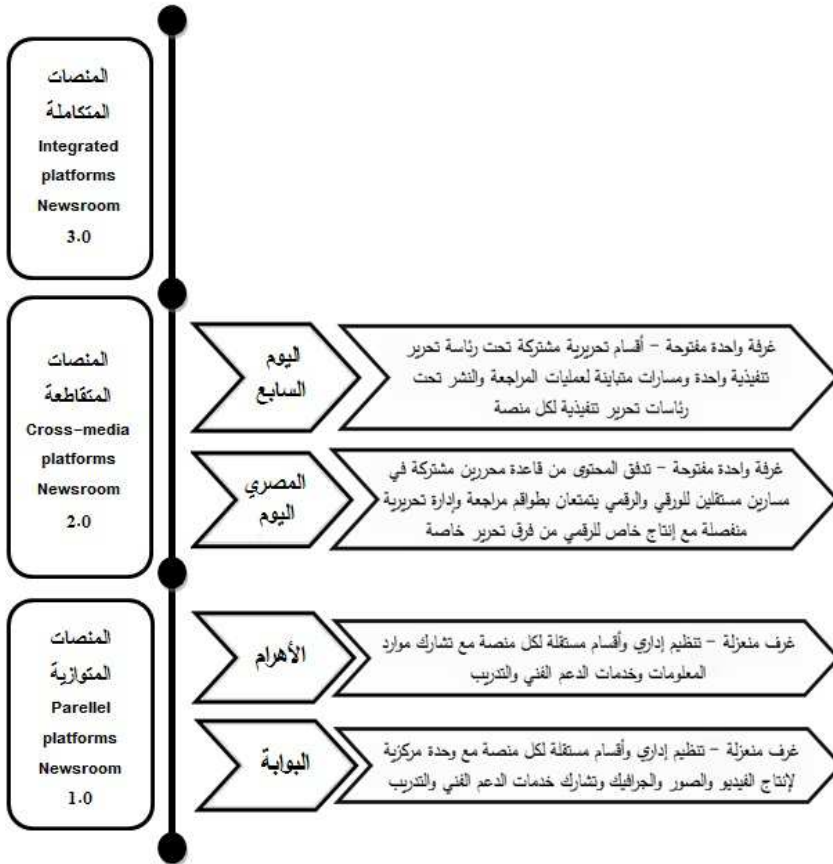 المنصات
المتكاملة
Integrated
platforms
Newsroom
3.0
المنصات
المتقاطعة
Cross-media
platforms
Newsroom
2.0
اليوم
السابع
غرفة واحدة مفتوحة – أقسام تحريرية مشتركة تحت رئاسة تحرير
تنفيذية واحدة ومسارات متباينة لعمليات المراجعة والنشر تحت
رئاسات تحرير تنفيذية لكل منصة
المصري
اليوم
غرفة واحدة مفتوحة – تدفق المحتوى من قاعدة محررين مشتركة في
مسارين مستقلين للورقي والرقمي يتمتعان بطواقم مراجعة وإدارة تحريرية
منفصلة مع إنتاج خاص للرقمي من فرق تحرير خاصة
المنصات
المتوازية
Parellel
platforms
Newsroom
1.0
الأهرام
غرف منعزلة – تنظيم إداري وأقسام مستقلة لكل منصة مع تشارك موارد
المعلومات وخدمات الدعم الفني والتدريب
البوابة
غرف منعزلة – تنظيم إداري وأقسام مستقلة لكل منصة مع وحدة مركزية
لإنتاج الفيديو والصور والجرافيك وتشارك خدمات الدعم الفني والتدريب